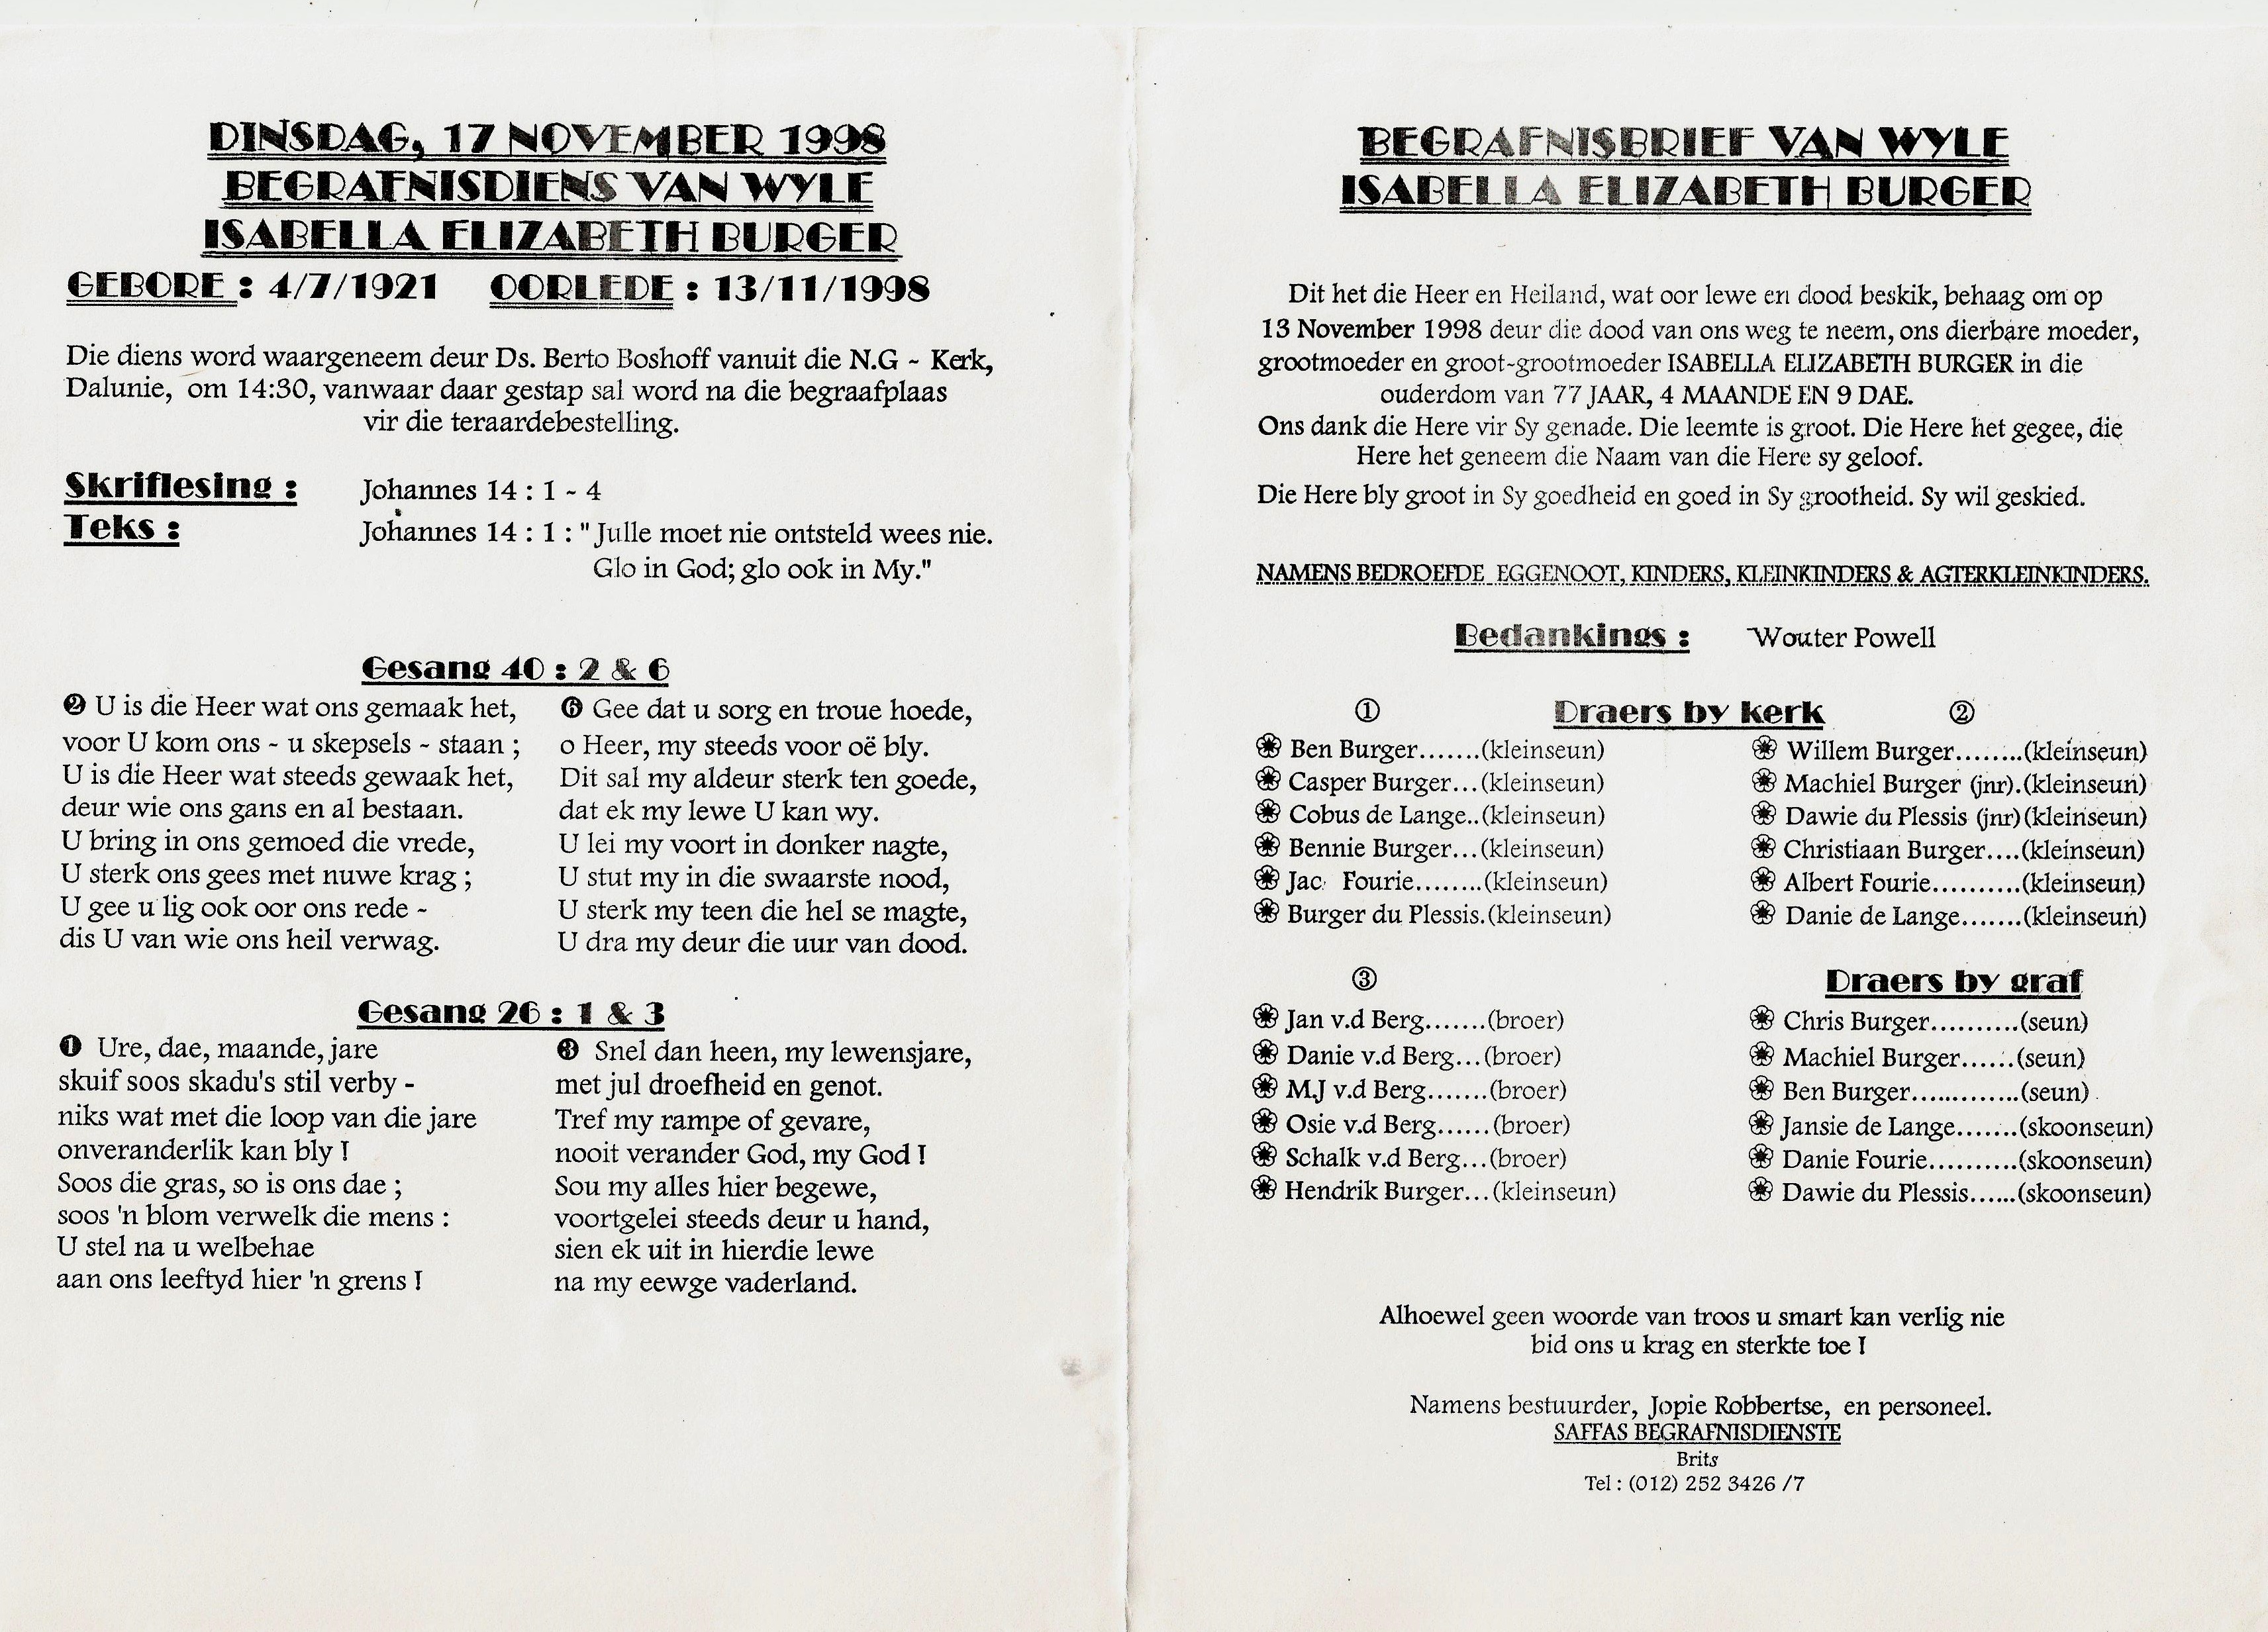 DINSDAG, 17 NOVEMBER 1998
BEGRAFNISDIENS VAN WYLE
ISABELLA ELIZABETH BURGER
GEBORE : 4/7/1921 OORLEDE : 13/11/1998
Die diens word waargeneem deur Ds. Berto Boshoff vanuit die N.G ~ Kerk,
Dalunie, om 14:30, vanwaar daar gestap sal word na die begraafplaas
vir die teraardebestelling.
Skriflesing : Johannes 14 : 1 ~ 4
Teks : Johannes 14 : 1 : " Julle moet nie ontsteld wees nie.
Glo in God; glo ook in My."
Gesang 40 : 2 & 6
❷ U is die Heer wat ons gemaak het,
voor U kom ons ~ u skepsels ~ staan ;
U is die Heer wat steeds gewaak het,
deur wie ons gans en al bestaan.
U bring in ons gemoed die vrede,
U sterk ons gees met nuwe krag ;
U gee u lig ook oor ons rede ~
dis U van wie ons heil verwag.
❻ Gee dat u sorg en troue hoede,
o Heer, my steeds voor oë bly.
Dit sal my aldeur sterk ten goede,
dat ek my lewe U kan wy.
U lei my voort in donker nagte,
U stut my in die swaarste nood,
U sterk my teen die hel se magte,
U dra my deur die uur van dood.
Gesang 26 : 1 & 3
❶ Ure, dae, maande, jare
skuif soos skadu's stil verby -
niks wat met die loop van die jare
onveranderlik kan bly !
Soos die gras, so is ons dae ;
soos 'n blom verwelk die mens :
U stel na u welbehae
aan ons leeftyd hier 'n grens !
❸ Snel dan heen, my lewensjare,
met jul droefheid en genot.
Tref my rampe of gevare,
nooit verander God, my God !
Sou my alles hier begewe,
voortgelei steeds deur u hand,
sien ek uit in hierdie lewe
na my eewge vaderland.
BEGRAFNISBRIEF VAN WYLE
ISABELLA ELIZABETH BURGER
Dit het die Heer en Heiland, wat oor lewe en dood beskik, behaag om op
13 November 1998 deur die dood van ons weg te neem, ons dierbare moeder,
grootmoeder en groot-grootmoeder ISABELLA ELIZABETH BURGER in die
ouderdom van 77 JAAR, 4 MAANDE EN 9 DAE.
Ons dank die Here vir Sy genade. Die leemte is groot. Die Here het gegee, die
Here het geneem die Naam van die Here sy geloof.
Die Here bly groot in Sy goedheid en goed in Sy grootheid. Sy wil geskied.
NAMENS BEDROEFDE EGGENOOT, KINDERS, KLEINKINDERS & AGTERKLEINKINDERS.
Bedankings : Wouter Powell
① Draers by kerk ②
Ben Burger.......(kleinseun) Willem Burger........(kleinseun)
Casper Burger...(kleinseun) Machiel Burger (jnr).(kleinseun)
Cobus de Lange..(kleinseun) Dawie du Plessis (jnr)(kleinseun)
Bennie Burger...(kleinseun) Christiaan Burger....(kleinseun)
Jac. Fourie........(kleinseun) Albert Fourie..........(kleinseun)
Burger du Plessis.(kleinseun) Danie de Lange.......(kleinseun)
③ Draers by graf
Jan v.d Berg.......(broer) Chris Burger..........(seun)
Danie v.d Berg...(broer) Machiel Burger......(seun)
M.J v.d Berg.......(broer) Ben Burger............(seun)
Osie v.d Berg......(broer) Jansie de Lange.......(skoonseun)
Schalk v.d Berg...(broer) Danie Fourie..........(skoonseun)
Hendrik Burger...(kleinseun) Dawie du Plessis......(skoonseun)
Alhoewel geen woorde van troos u smart kan verlig nie
bid ons u krag en sterkte toe !
Namens bestuurder, Jopie Robbertse, en personeel.
SAFFAS BEGRAFNISDIENSTE
Brits
Tel : (012) 252 3426 /7